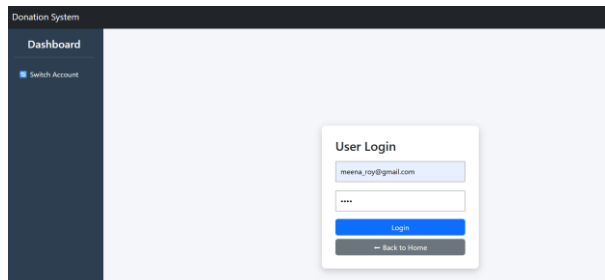 Donation System
Dashboard
Switch Account
User Login
meena_roy@gmail.com
••••
Login
← Back to Home